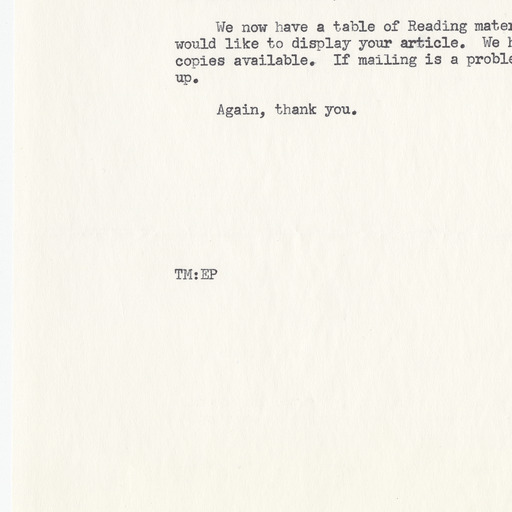 We now have a table of Reading mater
would like to display your article. We h
copies available. If mailing is a proble
up.
Again, thank you.
TM:EP